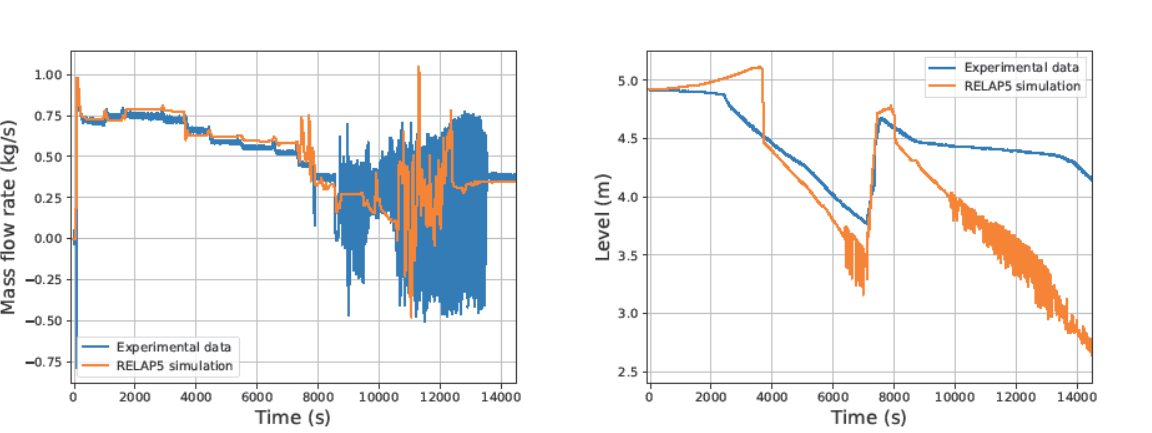 1.00
0.75
0.50
0.25
0.00
−0.25
−0.50
−0.75
Mass flow rate (kg/s)
Experimental data
RELAP5 simulation
0 2000 4000 6000 8000 10000 12000 14000
Time (s)
5.0
4.5
4.0
3.5
3.0
2.5
Level (m)
Experimental data
RELAP5 simulation
0 2000 4000 6000 8000 10000 12000 14000
Time (s)